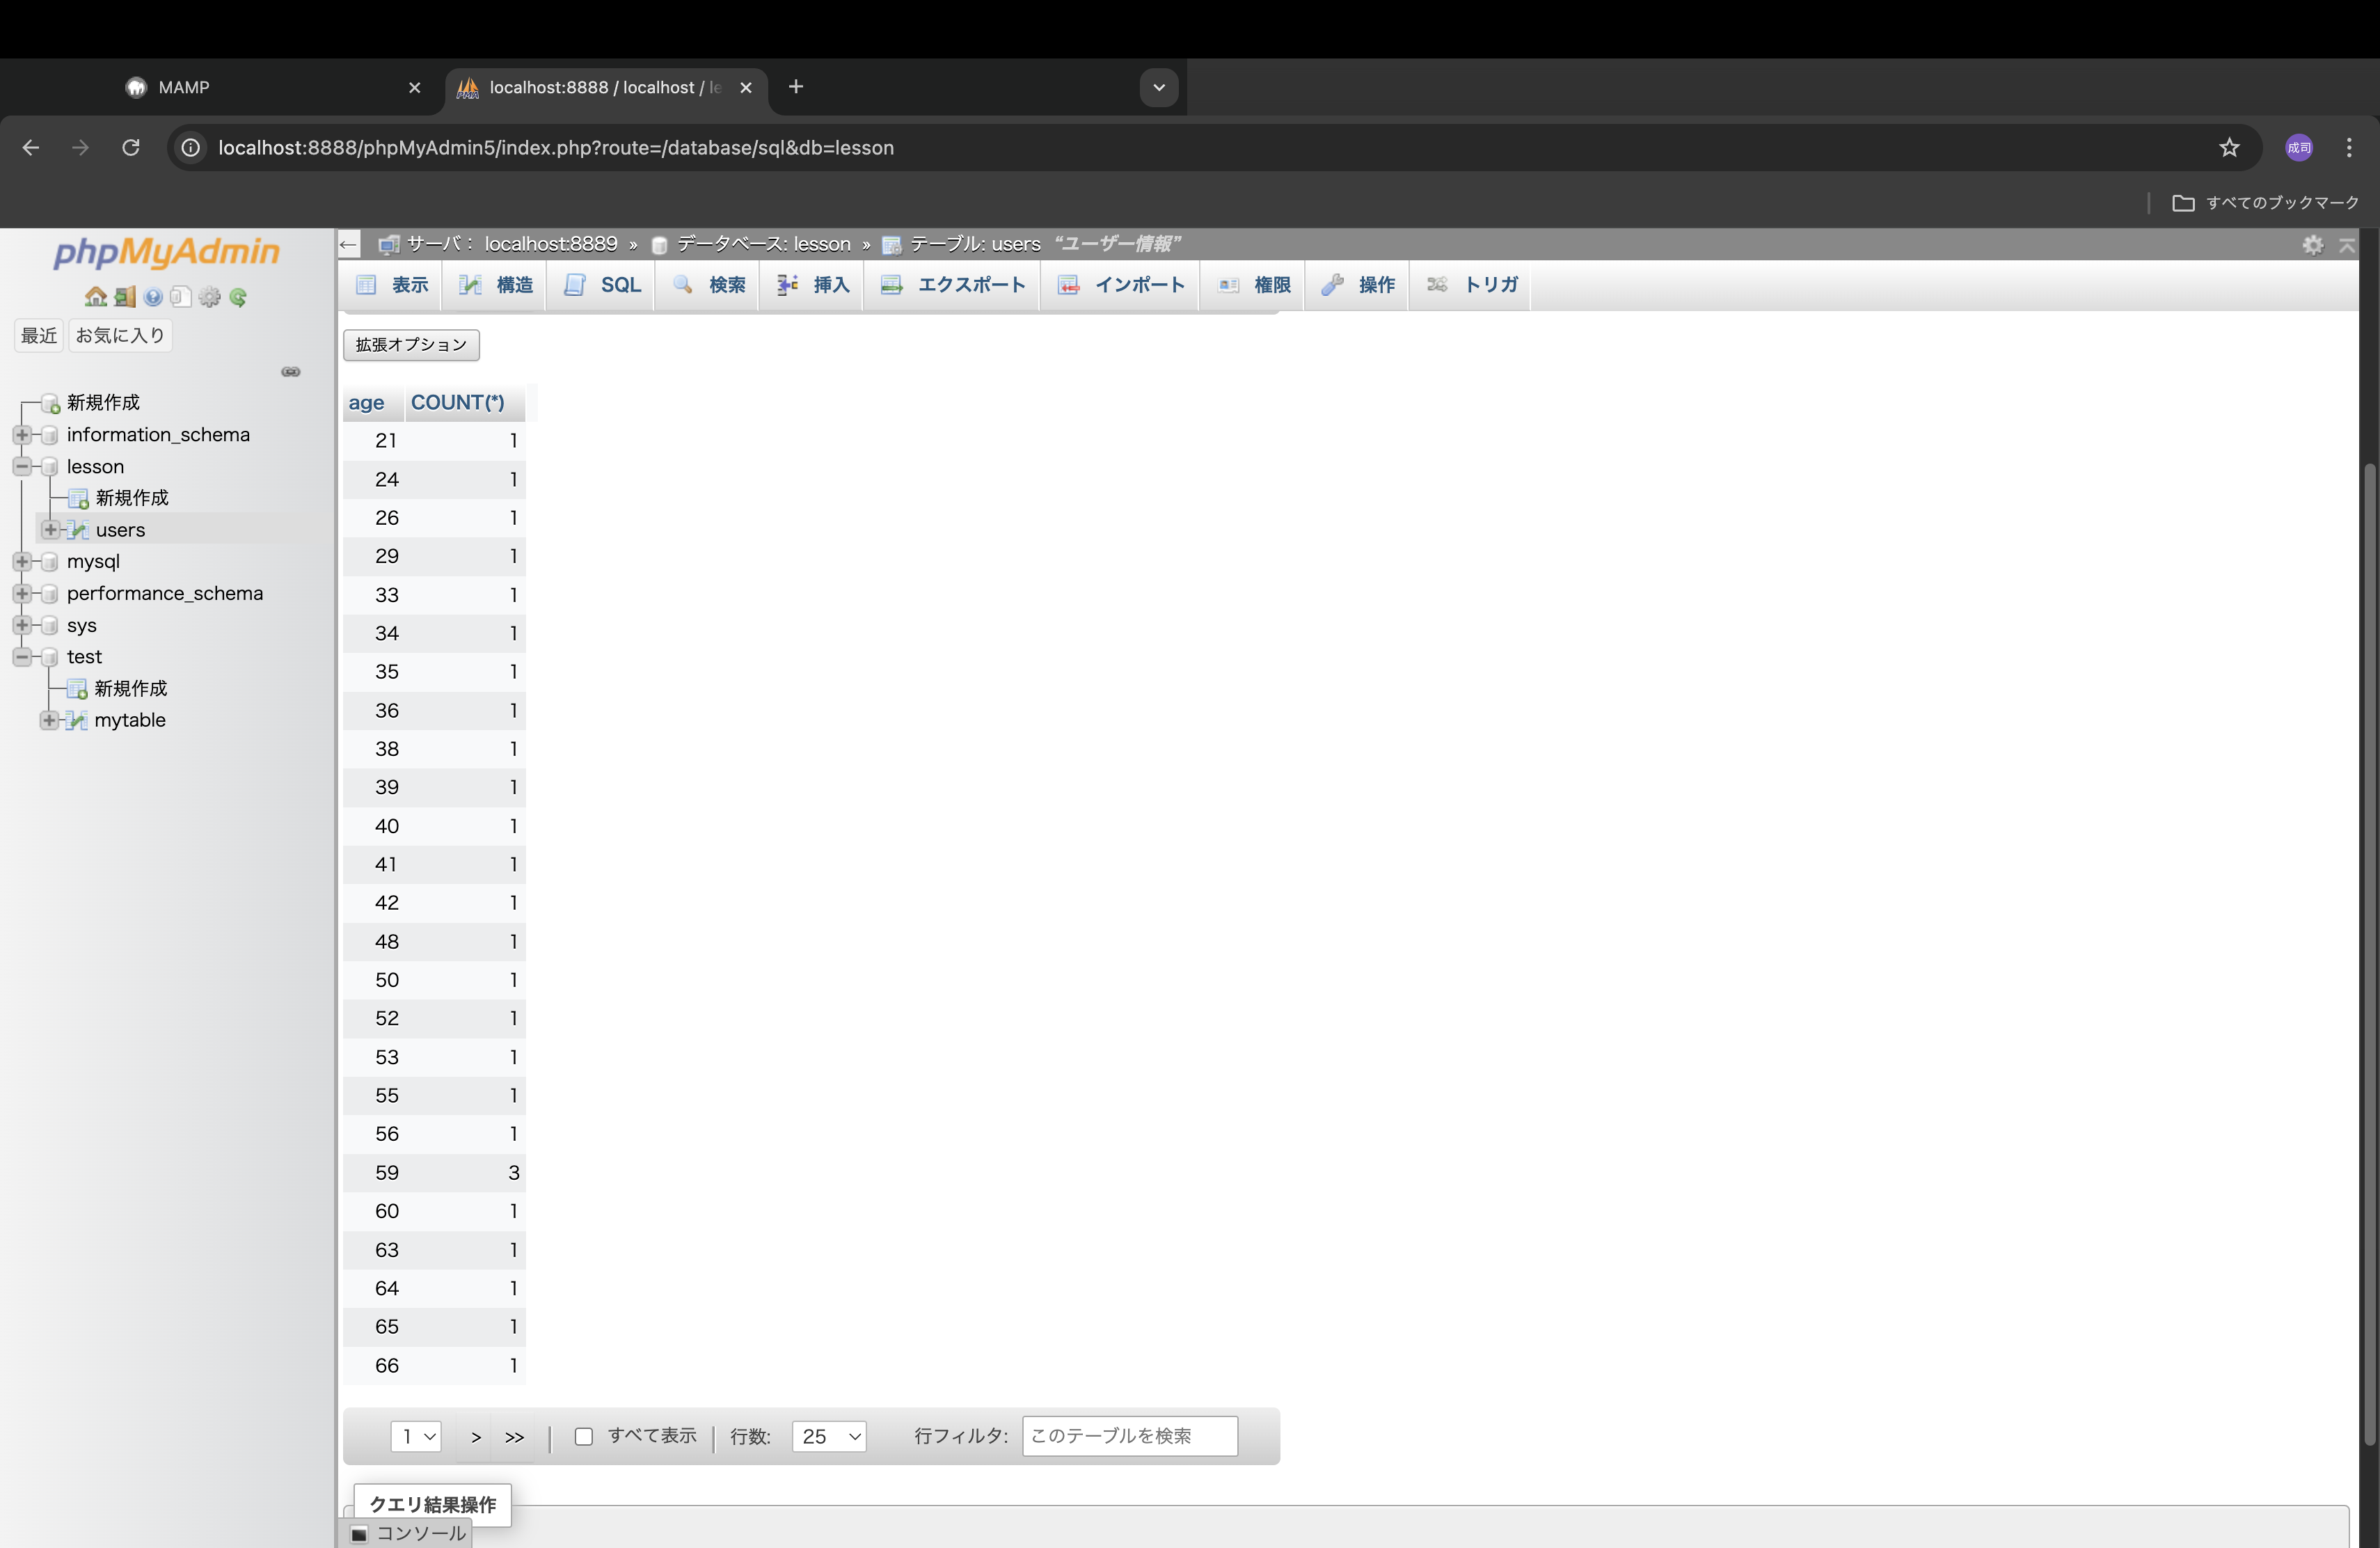 MAMP
localhost:8888 / localhost / le
localhost:8888/phpMyAdmin5/index.php?route=/database/sql&db=lesson
成司
すべてのブックマーク
phpMyAdmin
最近 お気に入り
新規作成
information_schema
lesson
新規作成
users
mysql
performance_schema
sys
test
新規作成
mytable
サーバ： localhost:8889 » データベース: lesson » テーブル: users “ユーザー情報”
表示 構造 SQL 検索 挿入 エクスポート インポート 権限 操作 トリガ
拡張オプション
age COUNT(*)
21 1
24 1
26 1
29 1
33 1
34 1
35 1
36 1
38 1
39 1
40 1
41 1
42 1
48 1
50 1
52 1
53 1
55 1
56 1
59 3
60 1
63 1
64 1
65 1
66 1
1 > >> | すべて表示 | 行数: 25 行フィルタ: このテーブルを検索
クエリ結果操作
コンソール